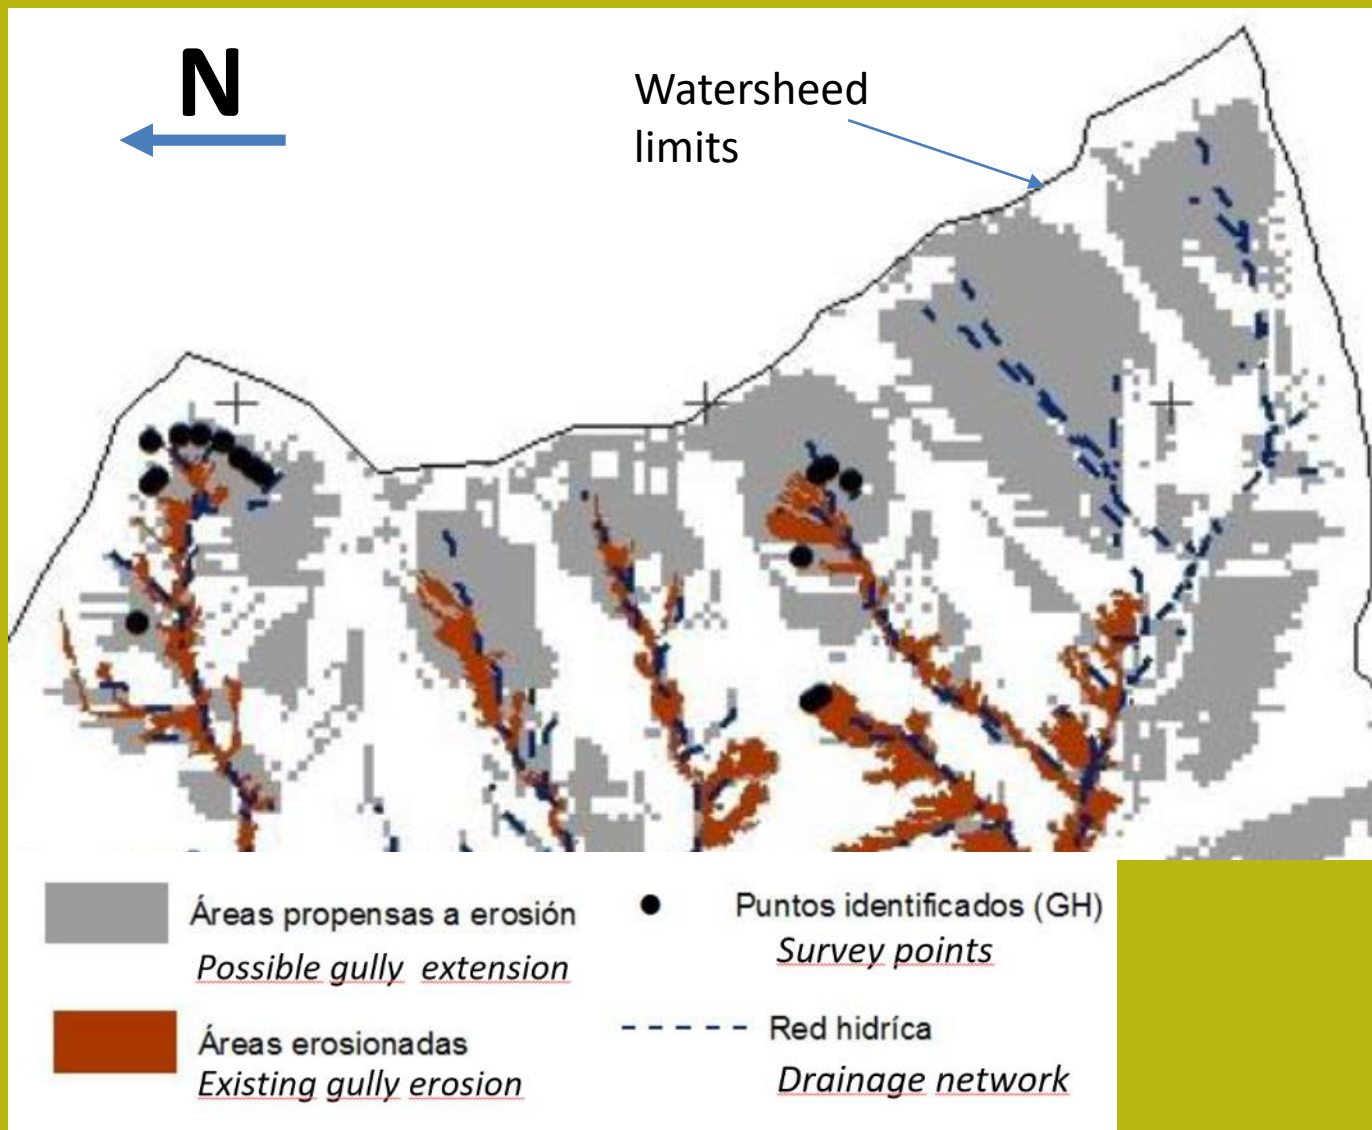 N
Watersheed
limits
Áreas propensas a erosión
Possible gully extension
Áreas erosionadas
Existing gully erosion
Puntos identificados (GH)
Survey points
Red hidríca
Drainage network